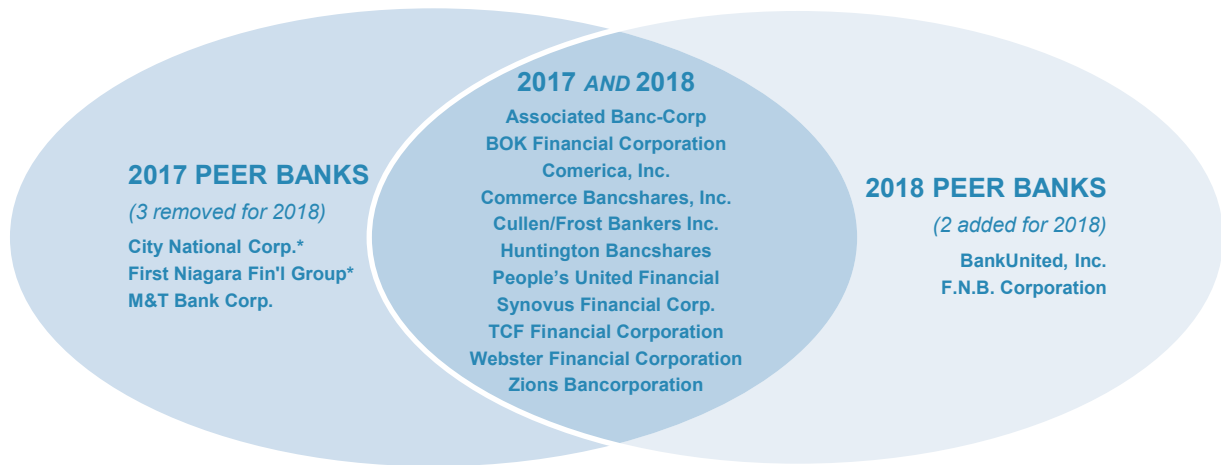 2017 PEER BANKS
(3 removed for 2018)
City National Corp.*
First Niagara Fin'l Group*
M&T Bank Corp.
2017 AND 2018
Associated Banc-Corp
BOK Financial Corporation
Comerica, Inc.
Commerce Bancshares, Inc.
Cullen/Frost Bankers Inc.
Huntington Bancshares
People’s United Financial
Synovus Financial Corp.
TCF Financial Corporation
Webster Financial Corporation
Zions Bancorporation
2018 PEER BANKS
(2 added for 2018)
BankUnited, Inc.
F.N.B. Corporation